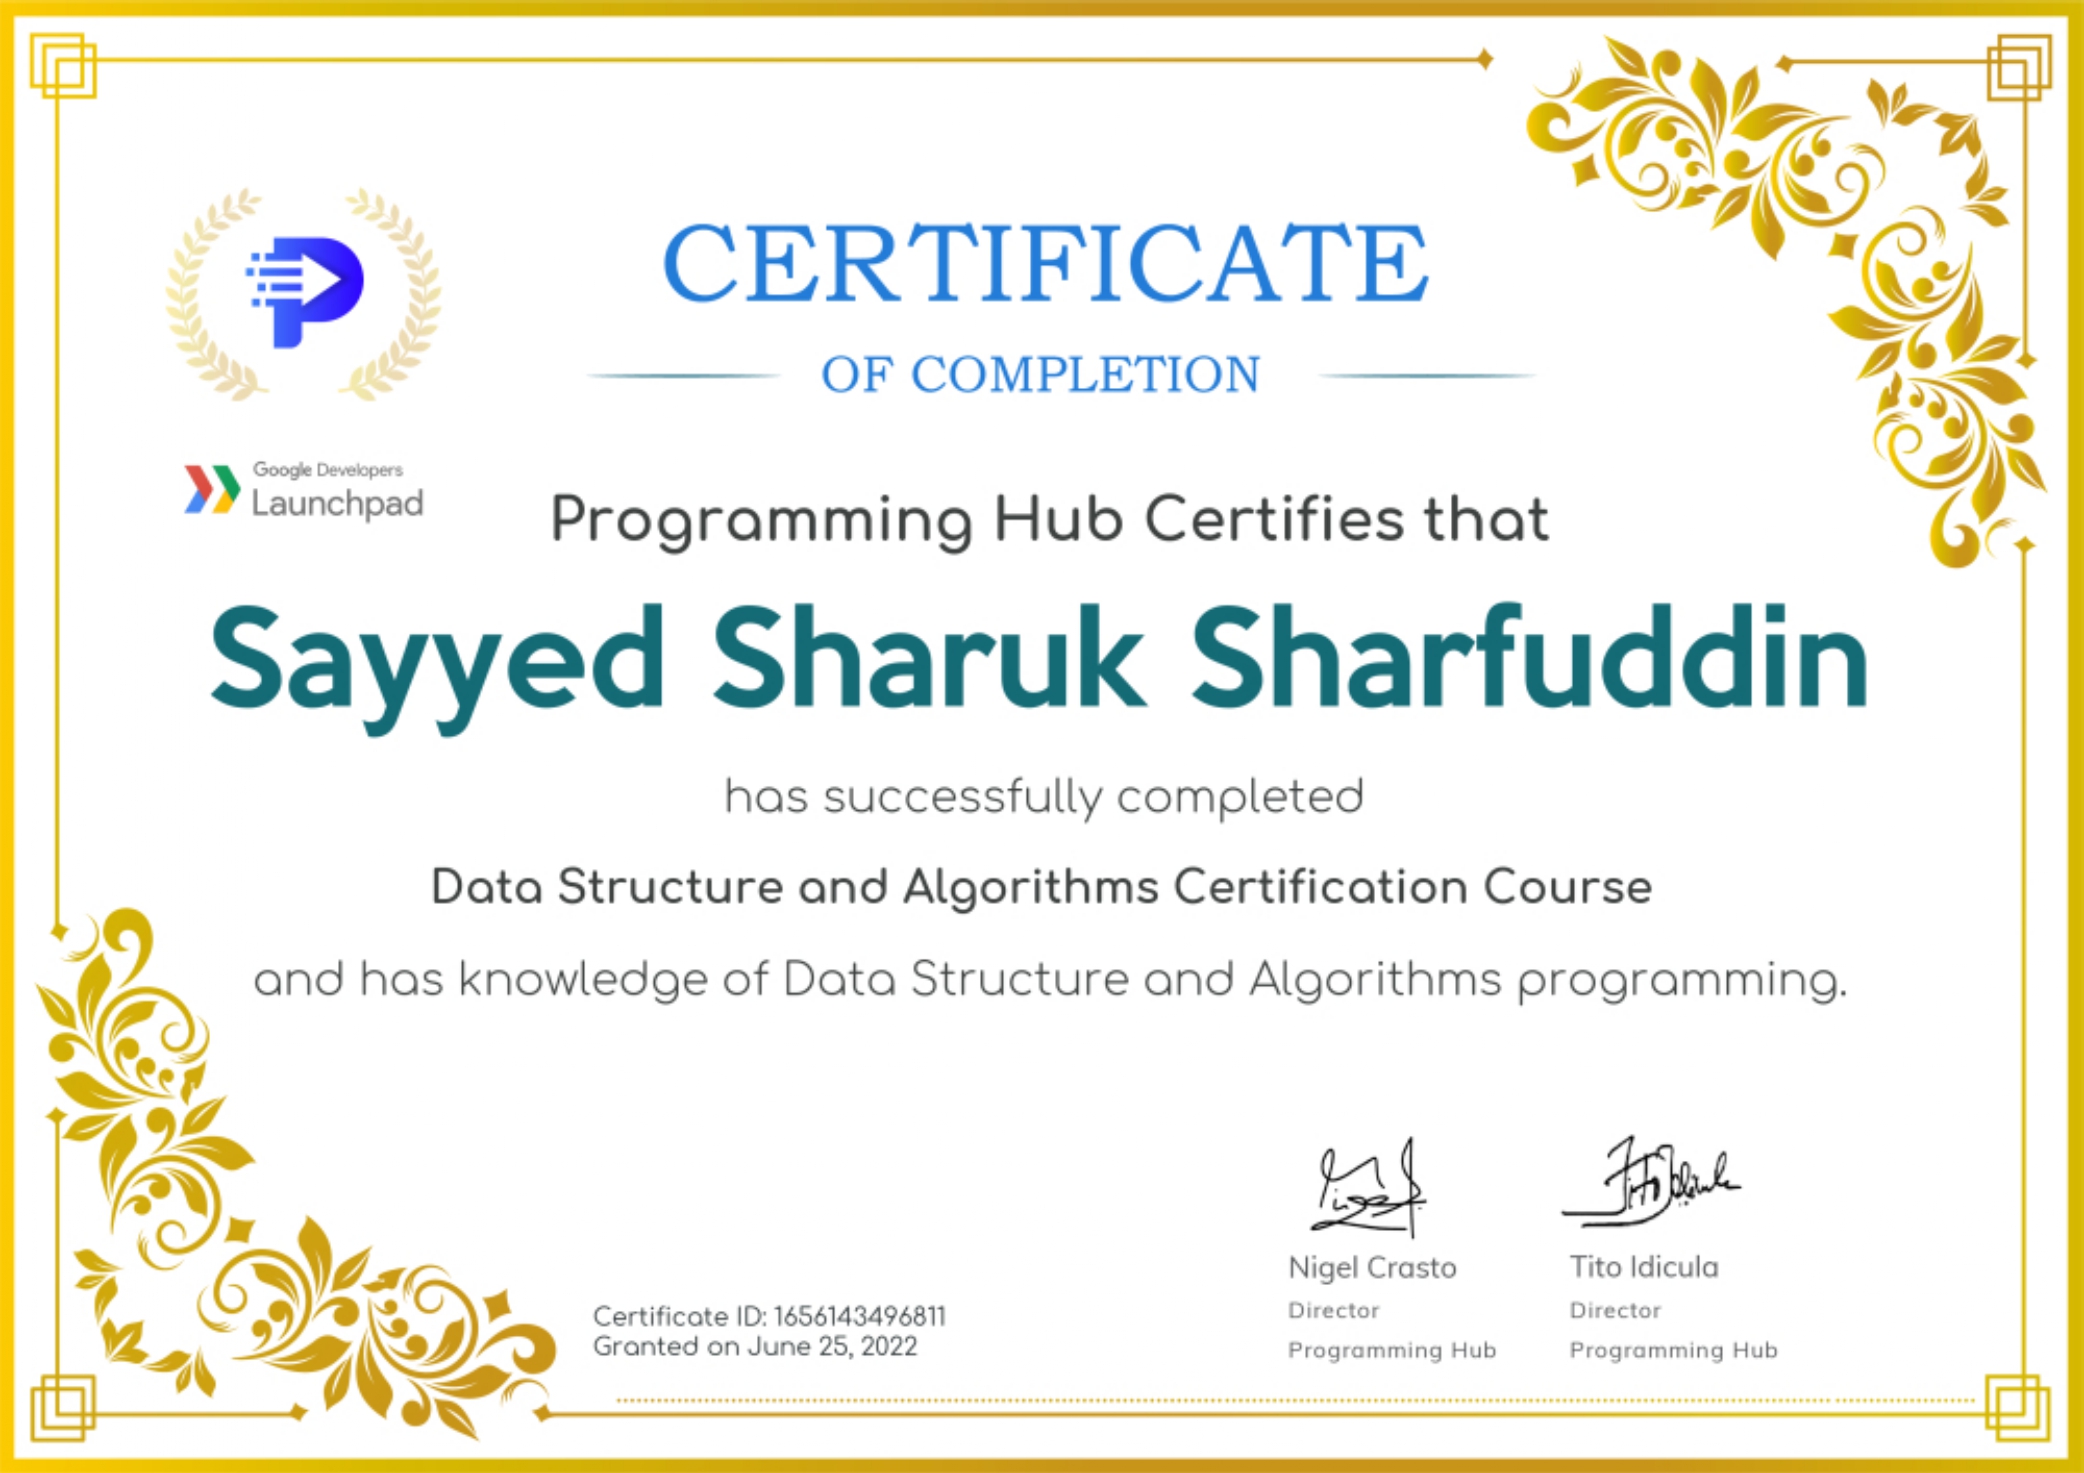 CERTIFICATE
OF COMPLETION
Google Developers
Launchpad
Programming Hub Certifies that
Sayyed Sharuk Sharfuddin
has successfully completed
Data Structure and Algorithms Certification Course
and has knowledge of Data Structure and Algorithms programming.
Certificate ID: 1656143496811
Granted on June 25, 2022
Nigel Crasto
Director
Programming Hub
Tito Idicula
Director
Programming Hub